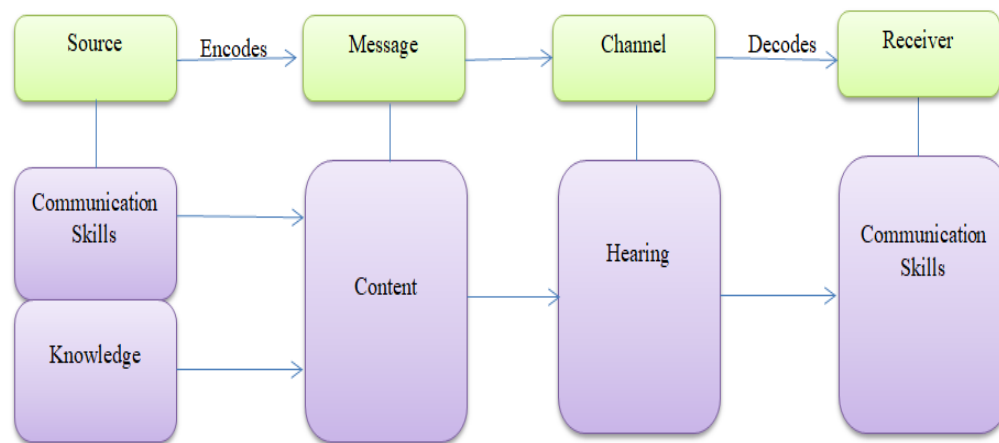 Source
Encodes
Message
Channel
Decodes
Receiver
Communication
Skills
Knowledge
Content
Hearing
Communication
Skills